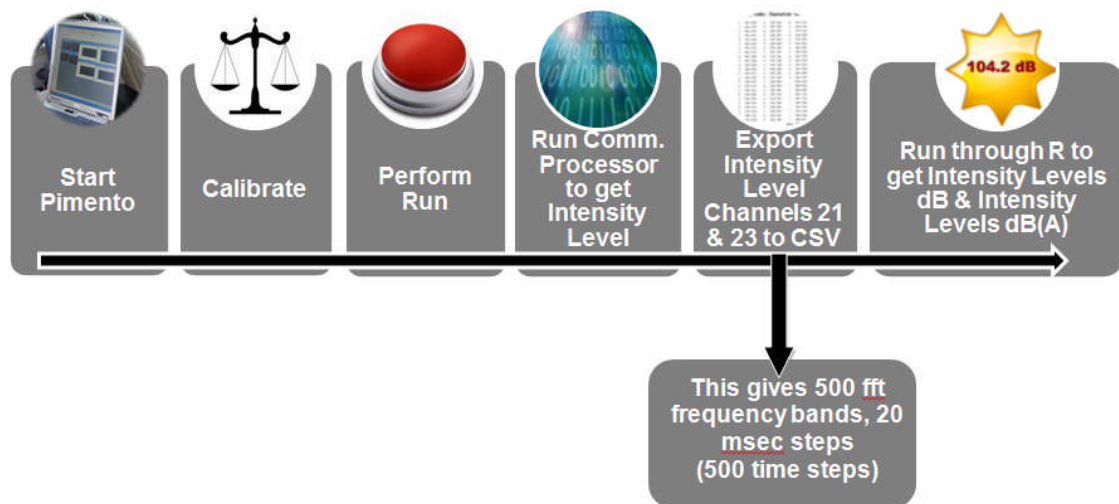 104.2 dB
Start
Pimento
Calibrate
Perform
Run
Run Comm.
Processor
to get
Intensity
Level
Export
Intensity
Level
Channels 21
& 23 to CSV
Run through R to
get Intensity Levels
dB & Intensity
Levels dB(A)
This gives 500 fft
frequency bands, 20
msec steps
(500 time steps)